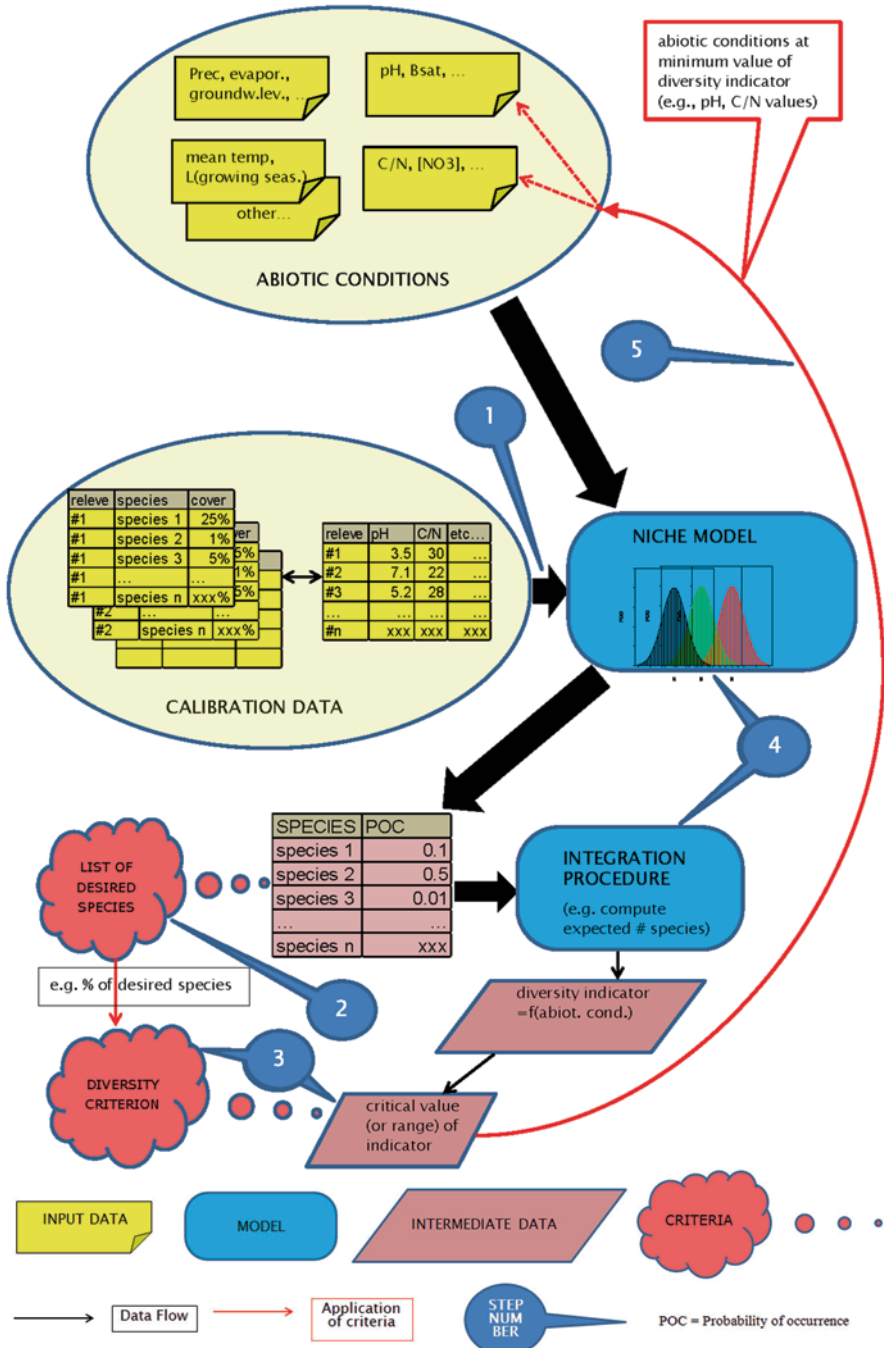 Prec, evapor.,
groundw.lev., ...
pH, Bsat, ...
mean temp,
L(growing seas.)
other...
C/N, [NO3], ...
ABIOTIC CONDITIONS
abiotic conditions at
minimum value of
diversity indicator
(e.g., pH, C/N values)
5
1
releve species cover
#1 species 1 25%
#1 species 2 1%
#1 species 3 5%
#1 ... ...
#1 species n xxx%
ver
5%
1%
5%
#2 ... ...
#2 species n xxx%
releve pH C/N etc...
#1 3.5 30 ...
#2 7.1 22 ...
#3 5.2 28 ...
... ... ... ...
#n xxx xxx xxx
CALIBRATION DATA
NICHE MODEL
4
SPECIES POC
species 1 0.1
species 2 0.5
species 3 0.01
... ...
species n xxx
LIST OF
DESIRED
SPECIES
INTEGRATION
PROCEDURE
(e.g. compute
expected # species)
e.g. % of desired species
2
diversity indicator
=f(abiot. cond.)
3
DIVERSITY
CRITERION
critical value
(or range) of
indicator
INPUT DATA
MODEL
INTERMEDIATE DATA
CRITERIA
Data Flow
Application
of criteria
STEP
NUM
BER
POC = Probability of occurrence